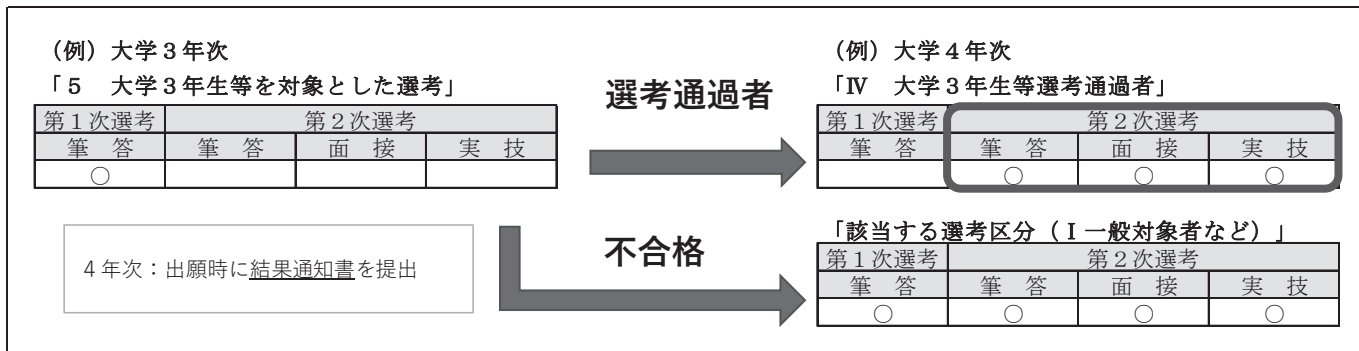 （例）大学３年次
「５　大学３年生等を対象とした選考」
第１次選考　第２次選考
筆　答　筆　答　面　接　実　技
○
選考通過者
（例）大学４年次
「Ⅳ　大学３年生等選考通過者」
第１次選考　第２次選考
筆　答　筆　答　面　接　実　技
○　○　○
４年次：出願時に結果通知書を提出
不合格
「該当する選考区分（Ⅰ一般対象者など）」
第１次選考　第２次選考
筆　答　筆　答　面　接　実　技
○　○　○　○